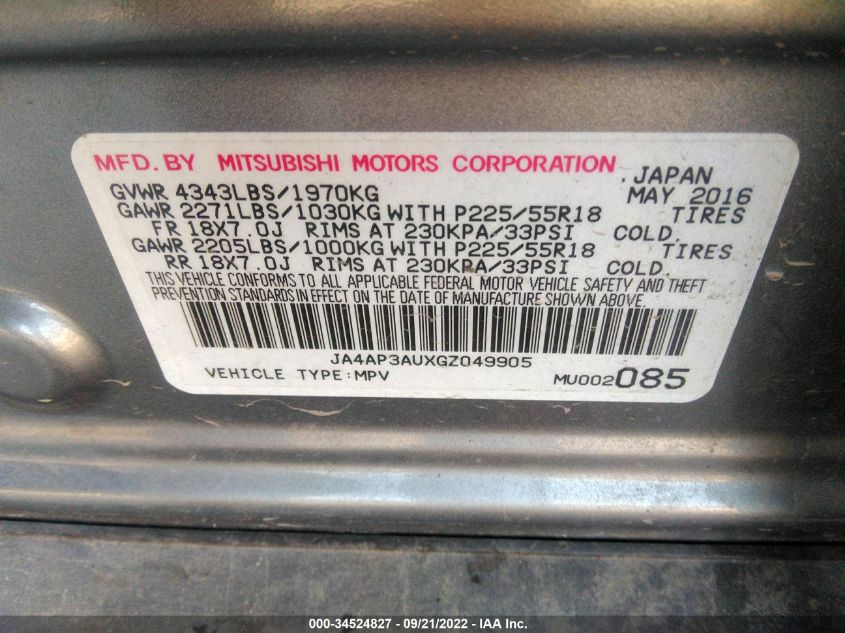 MFD. BY MITSUBISHI MOTORS CORPORATION JAPAN
GVWR 4343LBS/1970KG MAY 2016
GAWR 2271LBS/1030KG WITH P225/55R18 TIRES
FR 18X7.0J RIMS AT 230KPA/33PSI COLD.
GAWR 2205LBS/1000KG WITH P225/55R18 TIRES
RR 18X7.0J RIMS AT 230KPA/33PSI COLD.
THIS VEHICLE CONFORMS TO ALL APPLICABLE FEDERAL MOTOR VEHICLE SAFETY AND THEFT
PREVENTION STANDARDS IN EFFECT ON THE DATE OF MANUFACTURE SHOWN ABOVE.
JA4AP3AUXGZ049905
VEHICLE TYPE:MPV MU002085
000-34524827 - 09/21/2022 - IAA Inc.